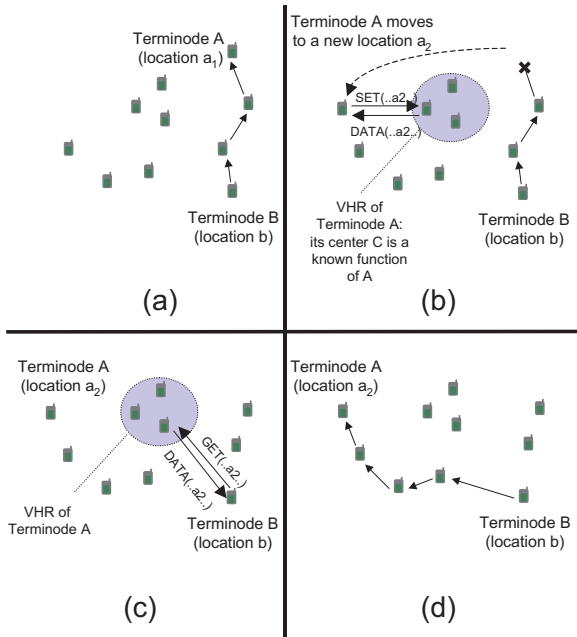 Terminode A
(location a₁)
Terminode B
(location b)
(a)
Terminode A moves
to a new location a₂
SET(..a2..)
DATA(..a2..)
VHR of
Terminode A:
its center C is a
known function
of A
Terminode B
(location b)
(b)
Terminode A
(location a₂)
GET(..a2..)
DATA(..a2..)
VHR of
Terminode A
Terminode B
(location b)
(c)
Terminode A
(location a₂)
Terminode B
(location b)
(d)